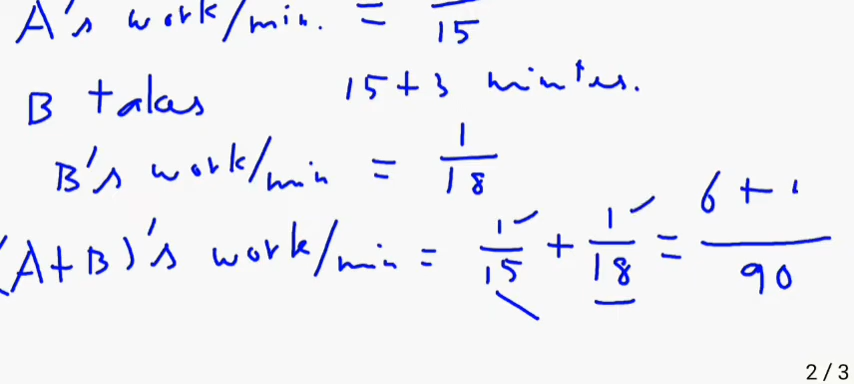 A's work/min. = 15
B takes 15+3 minutes.
B's work/min = 1/18
(A+B)'s work/min = 1/15 + 1/18 = 6+ /90
2/3